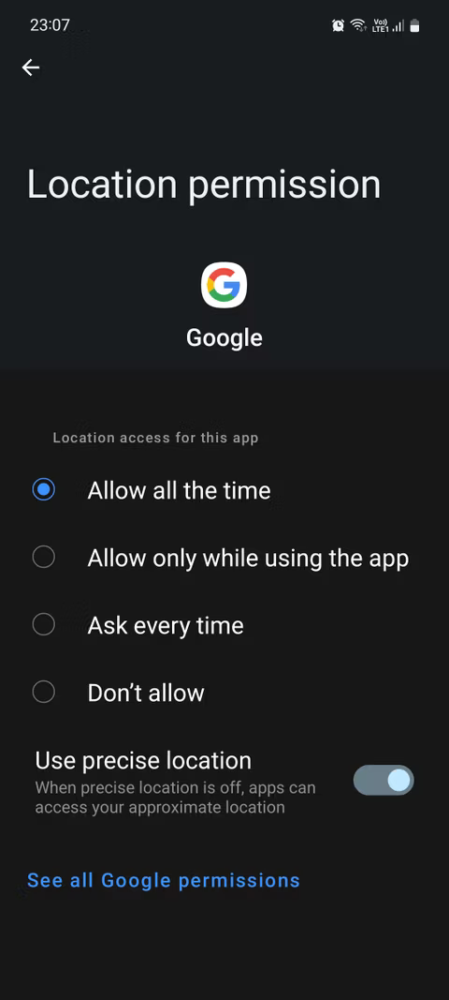 23:07
Vo))
LTE1
Location permission
Google
Location access for this app
Allow all the time
Allow only while using the app
Ask every time
Don’t allow
Use precise location
When precise location is off, apps can
access your approximate location
See all Google permissions